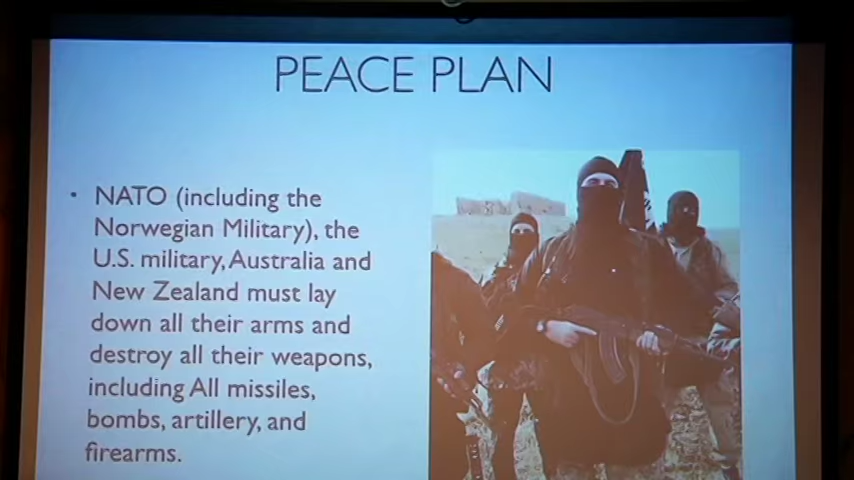 PEACE PLAN
• NATO (including the
Norwegian Military), the
U.S. military, Australia and
New Zealand must lay
down all their arms and
destroy all their weapons,
including All missiles,
bombs, artillery, and
firearms.